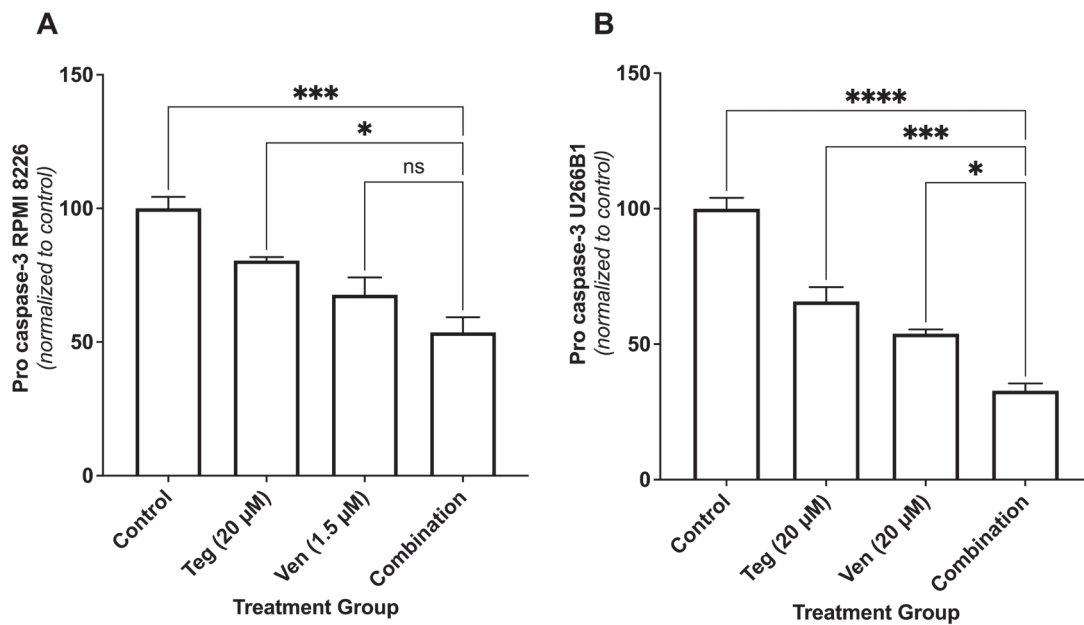 A
Pro caspase-3 RPMI 8226
(normalized to control)
150
100
50
0
***
*
ns
Control
Teg (20 µM)
Ven (1.5 µM)
Combination
Treatment Group
B
Pro caspase-3 U266B1
(normalized to control)
150
100
50
0
****
***
*
Control
Teg (20 µM)
Ven (20 µM)
Combination
Treatment Group